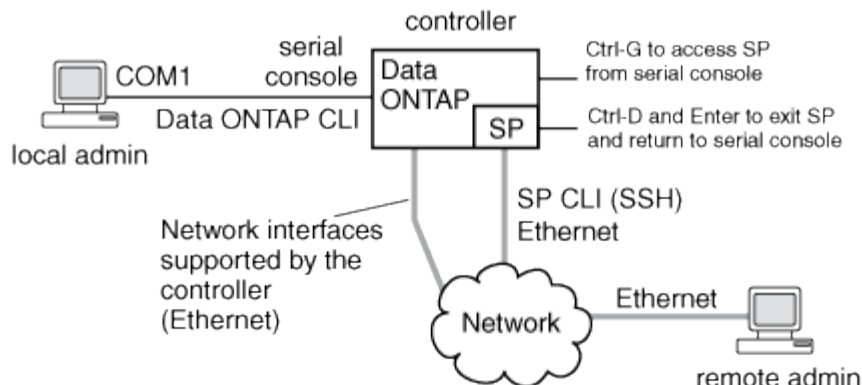 controller
serial
console
COM1
Data ONTAP CLI
local admin
Data
ONTAP
SP
Ctrl-G to access SP
from serial console
Ctrl-D and Enter to exit SP
and return to serial console
SP CLI (SSH)
Ethernet
Network interfaces
supported by the
controller
(Ethernet)
Network
Ethernet
remote admin